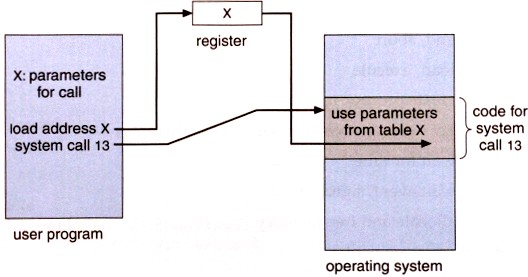 X
register
X: parameters
for call
load address X
system call 13
user program
use parameters
from table X
code for
system
call 13
operating system